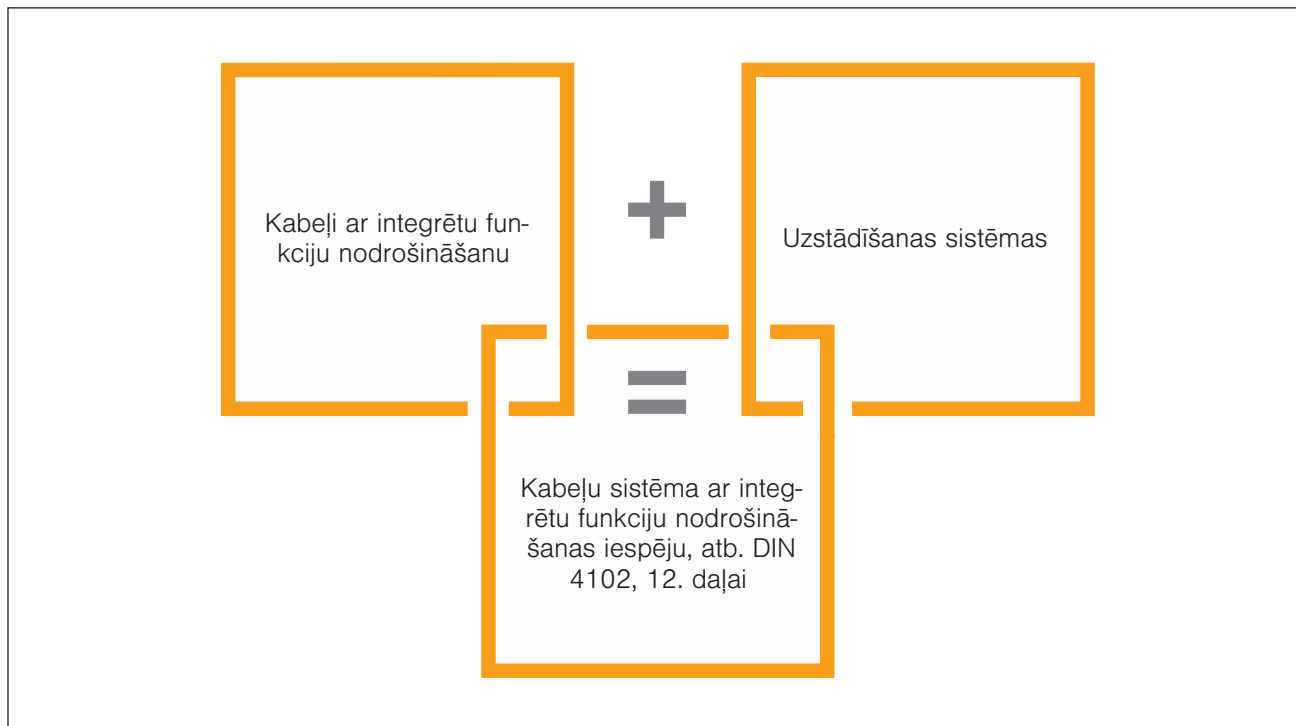 Kabeļi ar integrētu fun-
kciju nodrošināšanu
+
Uzstādīšanas sistēmas
=
Kabeļu sistēma ar integ-
rētu funkciju nodrošinā-
šanas iespēju, atb. DIN
4102, 12. daļai